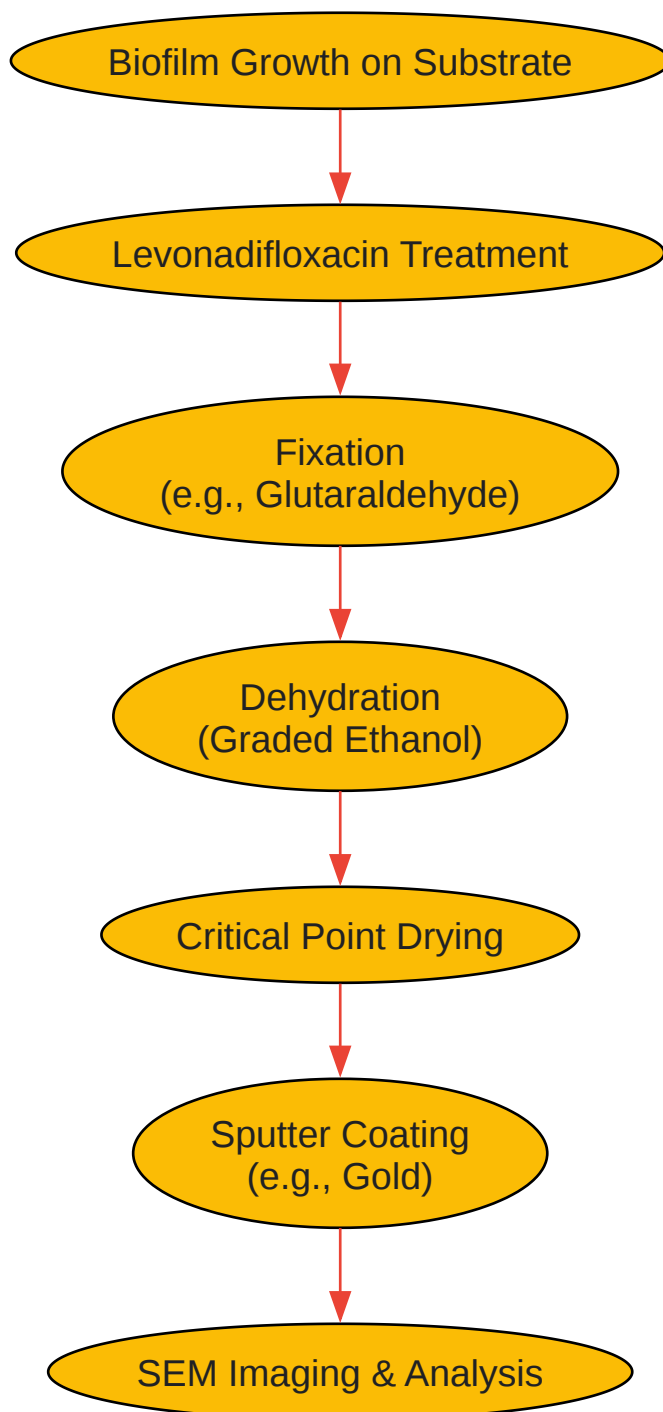 Biofilm Growth on Substrate
Levonadifloxacin Treatment
Fixation
(e.g., Glutaraldehyde)
Dehydration
(Graded Ethanol)
Critical Point Drying
Sputter Coating
(e.g., Gold)
SEM Imaging & Analysis